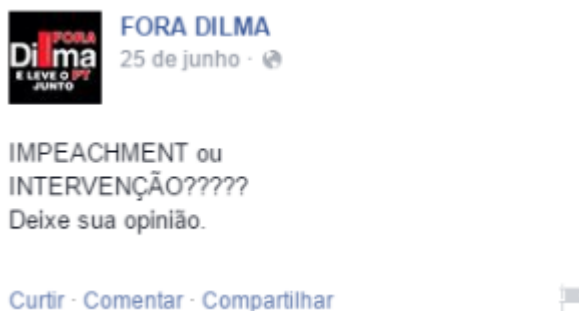 FORA
Dilma
E LEVE O PT
JUNTO
FORA DILMA
25 de junho ·
IMPEACHMENT ou
INTERVENÇÃO?????
Deixe sua opinião.
Curtir · Comentar · Compartilhar